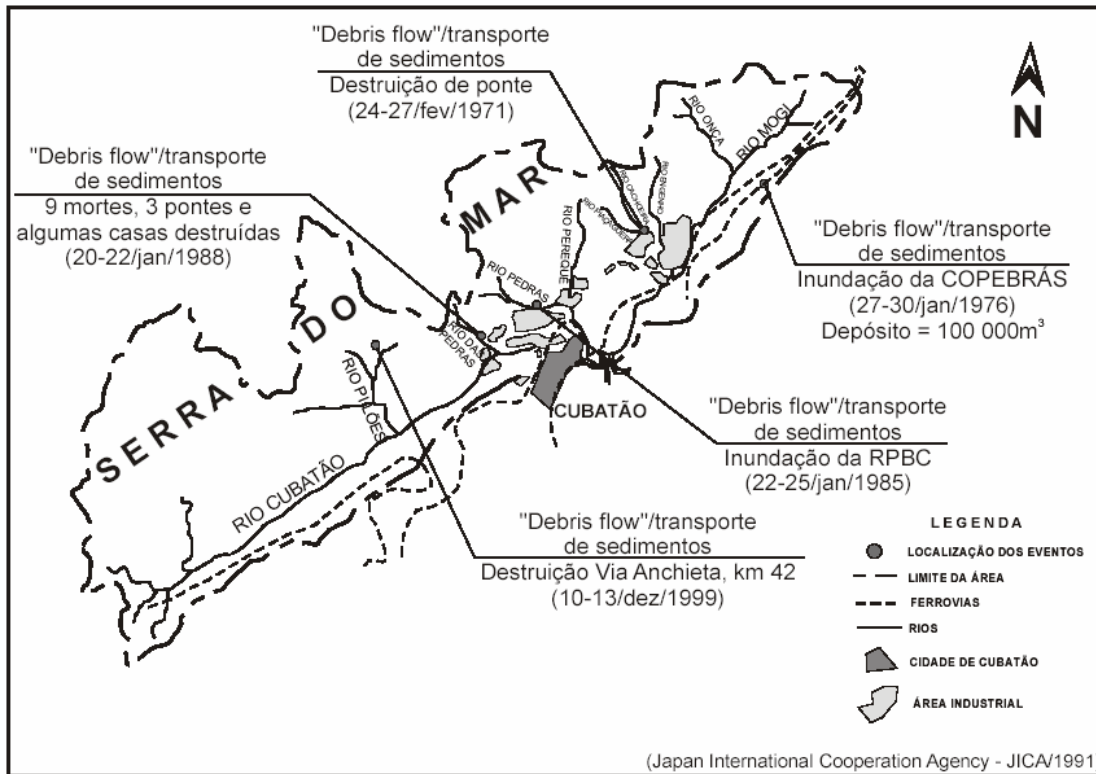 "Debris flow"/transporte
de sedimentos
Destruição de ponte
(24-27/fev/1971)
N
"Debris flow"/transporte
de sedimentos
9 mortes, 3 pontes e
algumas casas destruídas
(20-22/jan/1988)
"Debris flow"/transporte
de sedimentos
Inundação da COPEBRÁS
(27-30/jan/1976)
Depósito = 100 000m³
SERRA DO MAR
RIO ONÇA
RIO MOGI
RIO ENGENHO
RIO CACHOEIRA
RIO PEREQUE
RIO PEDRAS
RIO DAS
PEDRAS
RIO PILÕES
RIO CUBATÃO
CUBATÃO
"Debris flow"/transporte
de sedimentos
Inundação da RPBC
(22-25/jan/1985)
"Debris flow"/transporte
de sedimentos
Destruição Via Anchieta, km 42
(10-13/dez/1999)
LEGENDA
LOCALIZAÇÃO DOS EVENTOS
LIMITE DA ÁREA
FERROVIAS
RIOS
CIDADE DE CUBATÃO
ÁREA INDUSTRIAL
(Japan International Cooperation Agency - JICA/1991)